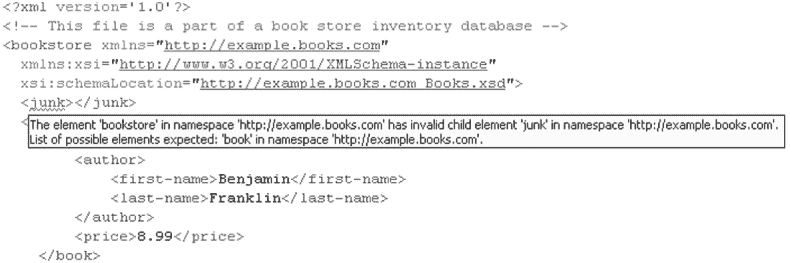 <?xml version='1.0'?>
<!-- This file is a part of a book store inventory database -->
<bookstore xmlns="http://example.books.com"
xmlns:xsi="http://www.w3.org/2001/XMLSchema-instance"
xsi:schemaLocation="http://example.books.com Books.xsd">
<junk></junk>
<
The element 'bookstore' in namespace 'http://example.books.com' has invalid child element 'junk' in namespace 'http://example.books.com'.
List of possible elements expected: 'book' in namespace 'http://example.books.com'.
<author>
<first-name>Benjamin</first-name>
<last-name>Franklin</last-name>
</author>
<price>8.99</price>
</book>